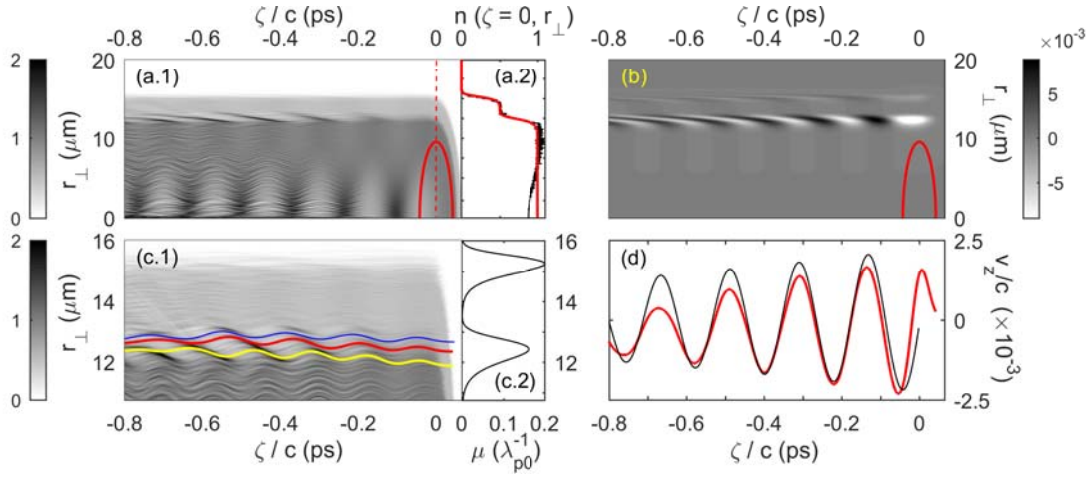 ζ / c (ps)
n (ζ = 0, r⊥)
ζ / c (ps)
-0.8 -0.6 -0.4 -0.2 0
0 1
-0.8 -0.6 -0.4 -0.2 0
×10⁻³
2
1
0
r⊥ (μm)
20
10
0
(a.1)
(a.2)
(b)
20
10
0
r⊥ (μm)
5
0
-5
2
1
0
r⊥ (μm)
16
14
12
(c.1)
(c.2)
16
14
12
(d)
2.5
0
-2.5
v_z/c (×10⁻³)
-0.8 -0.6 -0.4 -0.2 0
0 0.1 0.2
-0.8 -0.6 -0.4 -0.2 0
ζ / c (ps)
μ (λ_p0⁻¹)
ζ / c (ps)